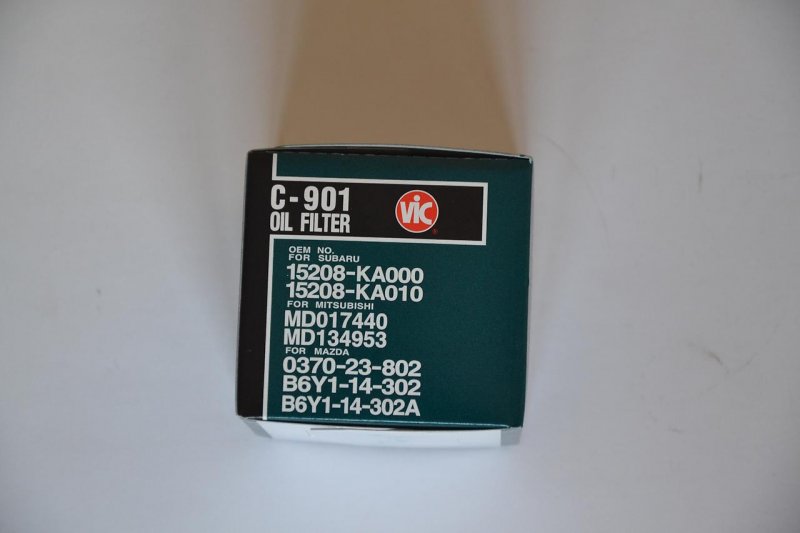 C-901
OIL FILTER
VIC
®
OEM NO.
FOR SUBARU
15208-KA000
15208-KA010
FOR MITSUBISHI
MD017440
MD134953
FOR MAZDA
0370-23-802
B6Y1-14-302
B6Y1-14-302A